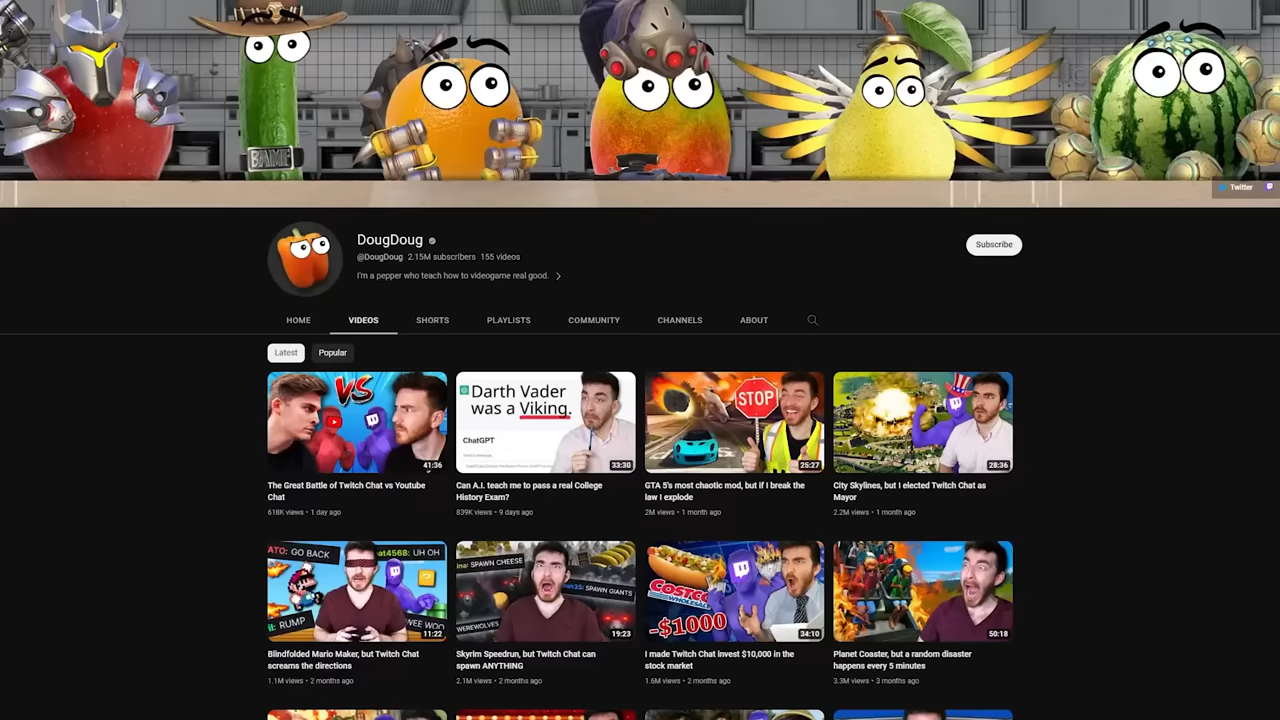 BAMF
Twitter
DougDoug
@DougDoug 2.15M subscribers 155 videos
I'm a pepper who teach how to videogame real good.
Subscribe
HOME VIDEOS SHORTS PLAYLISTS COMMUNITY CHANNELS ABOUT
Latest Popular
VS
41:36
The Great Battle of Twitch Chat vs Youtube
Chat
618K views • 1 day ago
Darth Vader
was a Viking.
ChatGPT
33:30
Can A.I. teach me to pass a real College
History Exam?
839K views • 9 days ago
STOP
25:27
GTA 5's most chaotic mod, but if I break the
law I explode
2M views • 1 month ago
28:36
City Skylines, but I elected Twitch Chat as
Mayor
2.2M views • 1 month ago
ATO: GO BACK
at4568: UH OH
RUMP
WEE WOO
11:22
Blindfolded Mario Maker, but Twitch Chat
screams the directions
1.1M views • 2 months ago
SPAWN CHEESE
SPAWN GIANTS
WEREWOLVES
19:23
Skyrim Speedrun, but Twitch Chat can
spawn ANYTHING
2.1M views • 2 months ago
COSTCO
WHOLESALE
-$1000
34:10
I made Twitch Chat invest $10,000 in the
stock market
1.6M views • 2 months ago
50:18
Planet Coaster, but a random disaster
happens every 5 minutes
3.3M views • 3 months ago